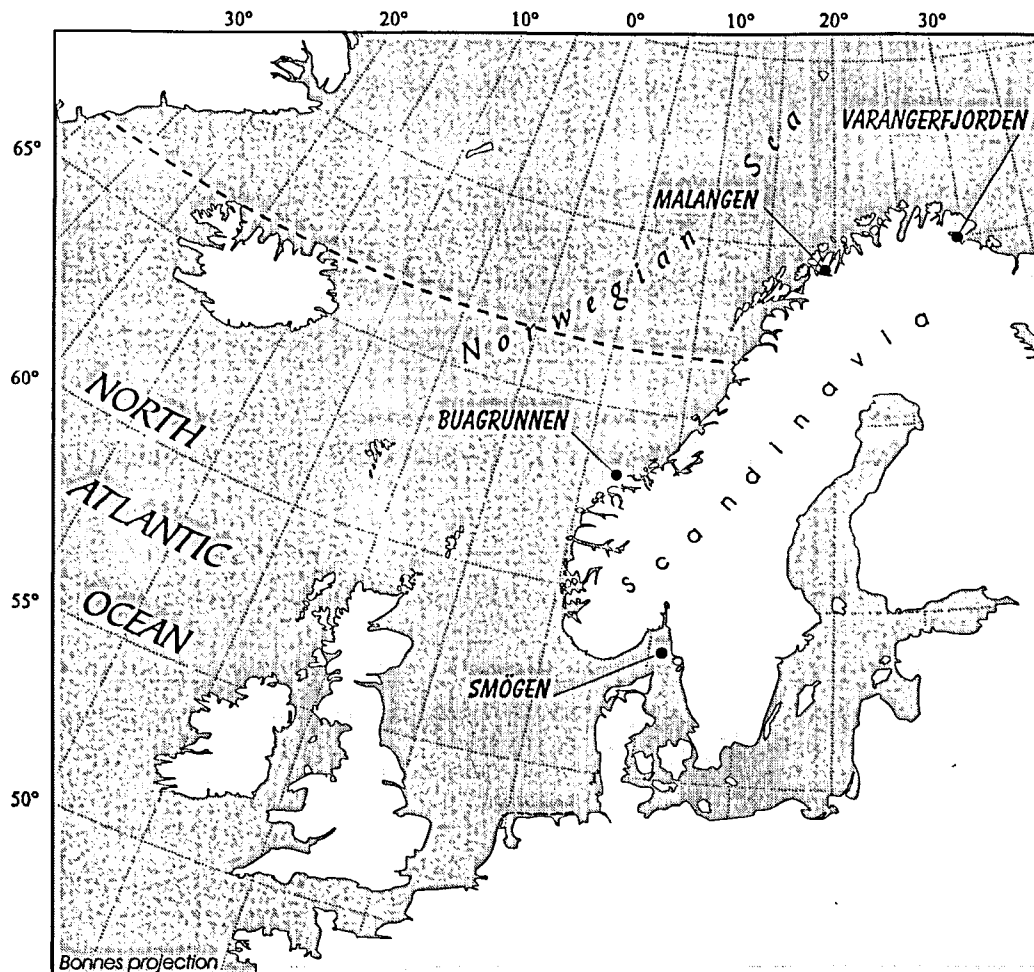 30° 20° 10° 0° 10° 20° 30°
65°
60°
55°
50°
VARANGERFJORDEN
MALANGEN
Norwegian Sea
BUAGRUNNEN
Scandinavia
NORTH
ATLANTIC
OCEAN
SMÖGEN
Bonnes projection